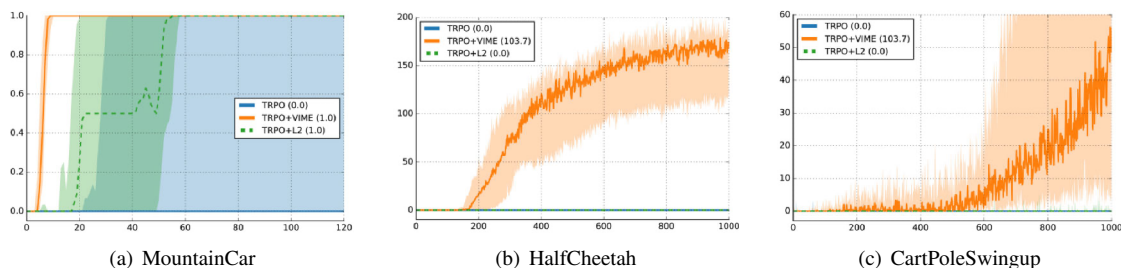 1.0
0.8
0.6
0.4
0.2
0.0
0 20 40 60 80 100 120
TRPO (0.0)
TRPO+VIME (1.0)
TRPO+L2 (1.0)
(a) MountainCar
200
150
100
50
0
0 200 400 600 800 1000
TRPO (0.0)
TRPO+VIME (103.7)
TRPO+L2 (0.0)
(b) HalfCheetah
60
50
40
30
20
10
0
0 200 400 600 800 1000
TRPO (0.0)
TRPO+VIME (103.7)
TRPO+L2 (0.0)
(c) CartPoleSwingup